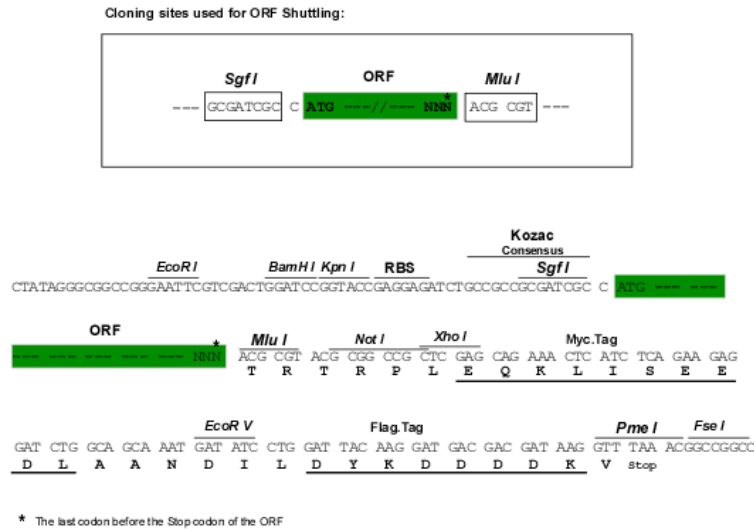 Cloning sites used for ORF Shuttling:
Sgf I ORF Mlu I
*
--- GCGATCGC C ATG ---//--- NNN ACG CGT ---
Kozac
Consensus
EcoR I BamH I Kpn I RBS Sgf I
CTATAGGGCGGCCGGGAATTCGTCGACTGGATCCGGTACCGAGGAGATCTGCCGCCGCGATCGC C ATG --- ---
ORF * Mlu I Not I Xho I Myc.Tag
--- --- --- --- --- --- NNN ACG CGT ACG CGG CCG CTC GAG CAG AAA CTC ATC TCA GAA GAG
T R T R P L E Q K L I S E E
EcoR V Flag.Tag Pme I Fse I
GAT CTG GCA GCA AAT GAT ATC CTG GAT TAC AAG GAT GAC GAC GAT AAG GTT TAA ACGGCCGGCC
D L A A N D I L D Y K D D D D K V Stop
* The last codon before the Stop codon of the ORF